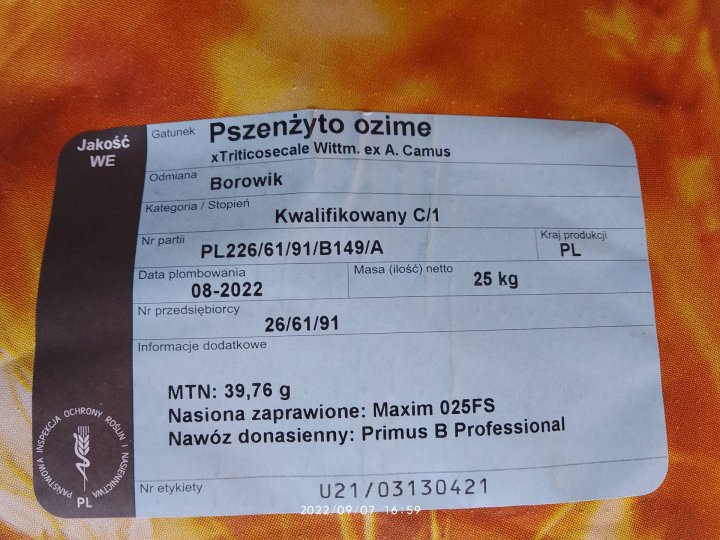 Jakość
WE
Gatunek Pszenżyto ozime
xTriticosecale Wittm. ex A. Camus
Odmiana
Borowik
Kategoria / Stopień
Kwalifikowany C/1
Nr partii
PL226/61/91/B149/A
Kraj produkcji
PL
Data plombowania
08-2022
Masa (ilość) netto
25 kg
Nr przedsiębiorcy
26/61/91
Informacje dodatkowe
MTN: 39,76 g
Nasiona zaprawione: Maxim 025FS
Nawóz donasienny: Primus B Professional
PAŃSTWOWA INSPEKCJA OCHRONY ROŚLIN I NASIENNICTWA
PL
Nr etykiety
U21/03130421
2022/09/07 16:59